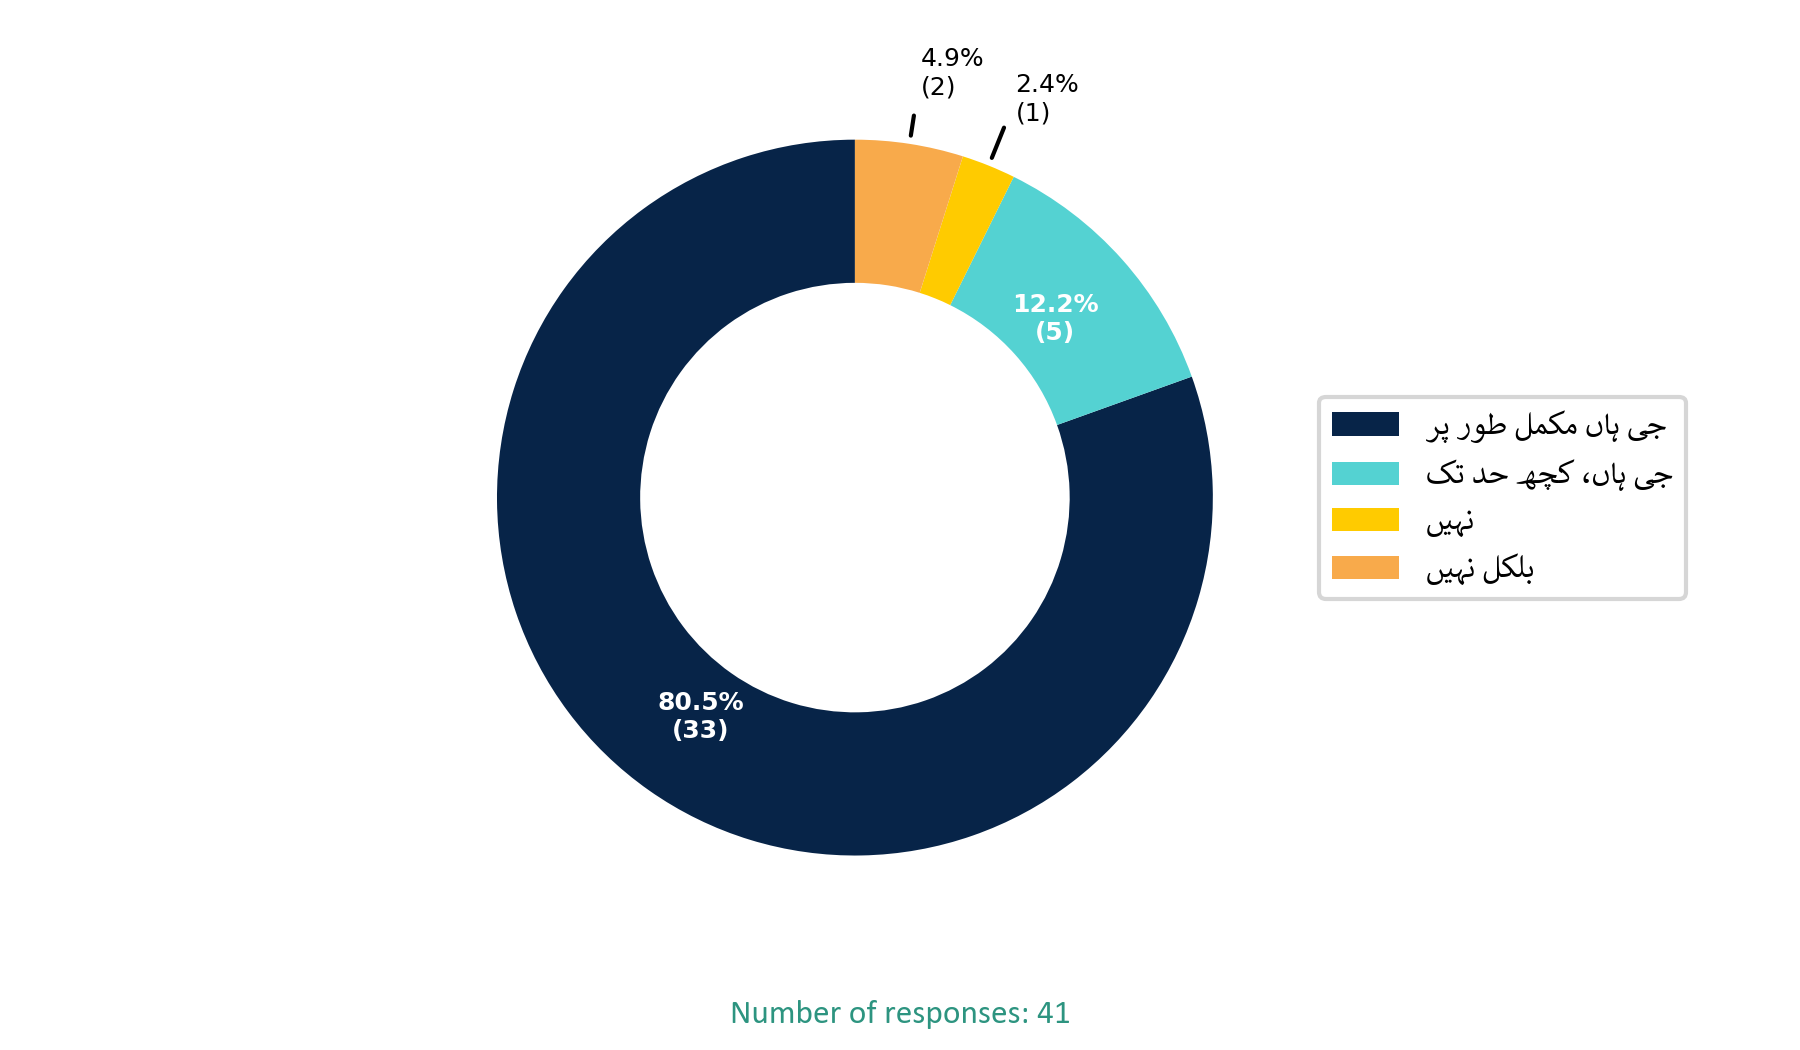 4.9%
(2)
2.4%
(1)
12.2%
(5)
80.5%
(33)
جی ہاں مکمل طور پر
جی ہاں، کچھ حد تک
نہیں
بلکل نہیں
Number of responses: 41